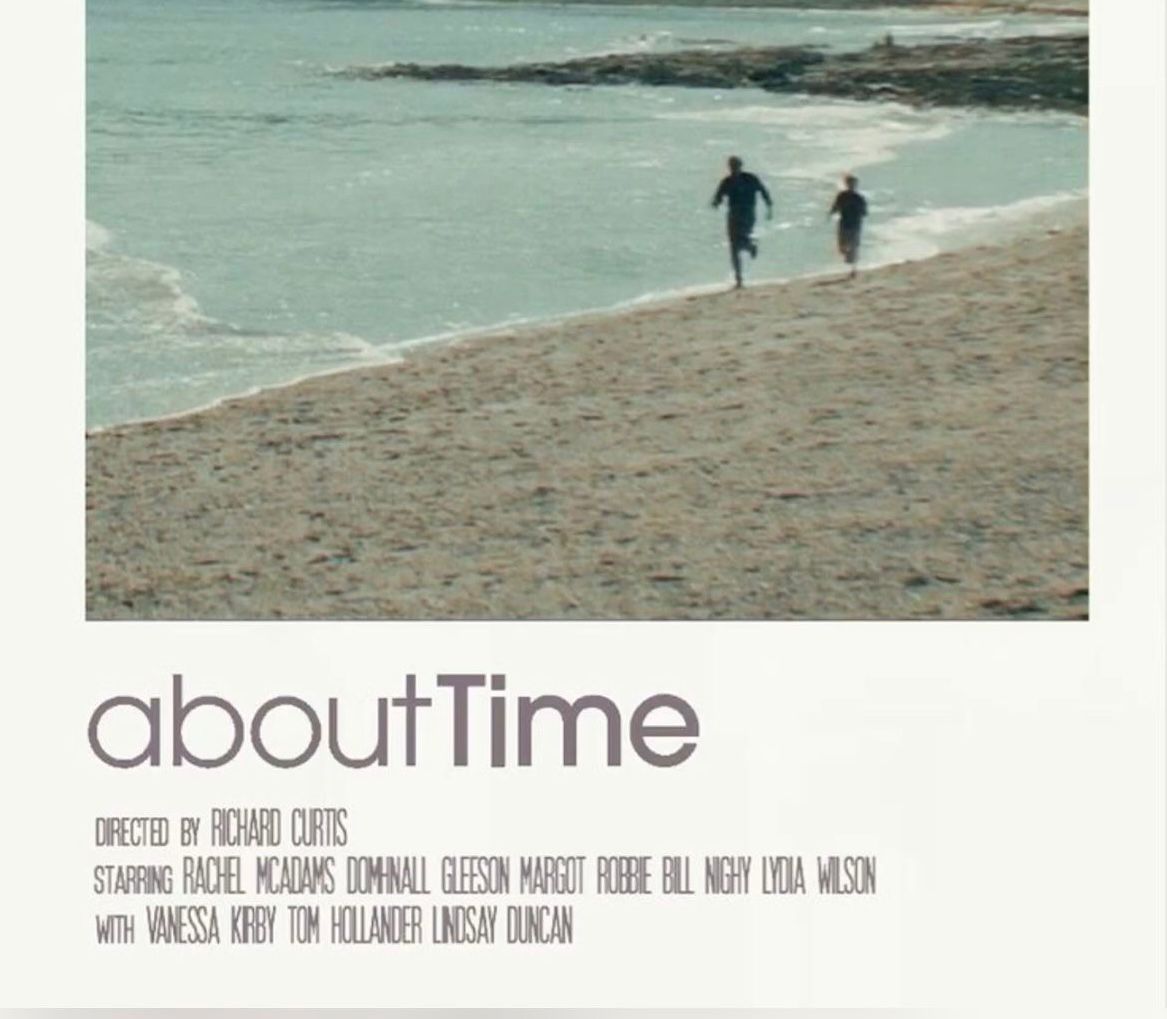 aboutTime
DIRECTED BY RICHARD CURTIS
STARRING RACHEL MCADAMS DOMHNALL GLEESON MARGOT ROBBIE BILL NIGHY LYDIA WILSON
WITH VANESSA KIRBY TOM HOLLANDER LINDSAY DUNCAN